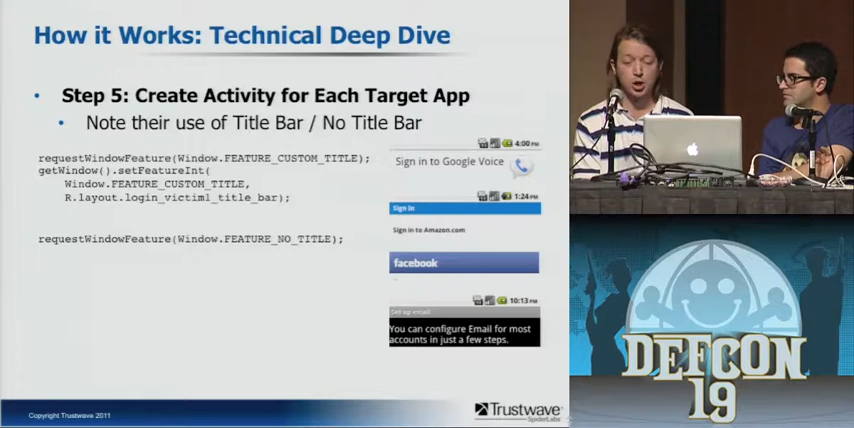 How it Works: Technical Deep Dive
• Step 5: Create Activity for Each Target App
• Note their use of Title Bar / No Title Bar
requestWindowFeature(Window.FEATURE_CUSTOM_TITLE);
getWindow().setFeatureInt(
Window.FEATURE_CUSTOM_TITLE,
R.layout.login_victim1_title_bar);
requestWindowFeature(Window.FEATURE_NO_TITLE);
4:00 PM
Sign in to Google Voice
1:24 PM
Sign in
Sign in to Amazon.com
facebook
10:13 PM
Set up email
You can configure Email for most
accounts in just a few steps.
Copyright Trustwave 2011
Trustwave
SpiderLabs
DEFCON
19